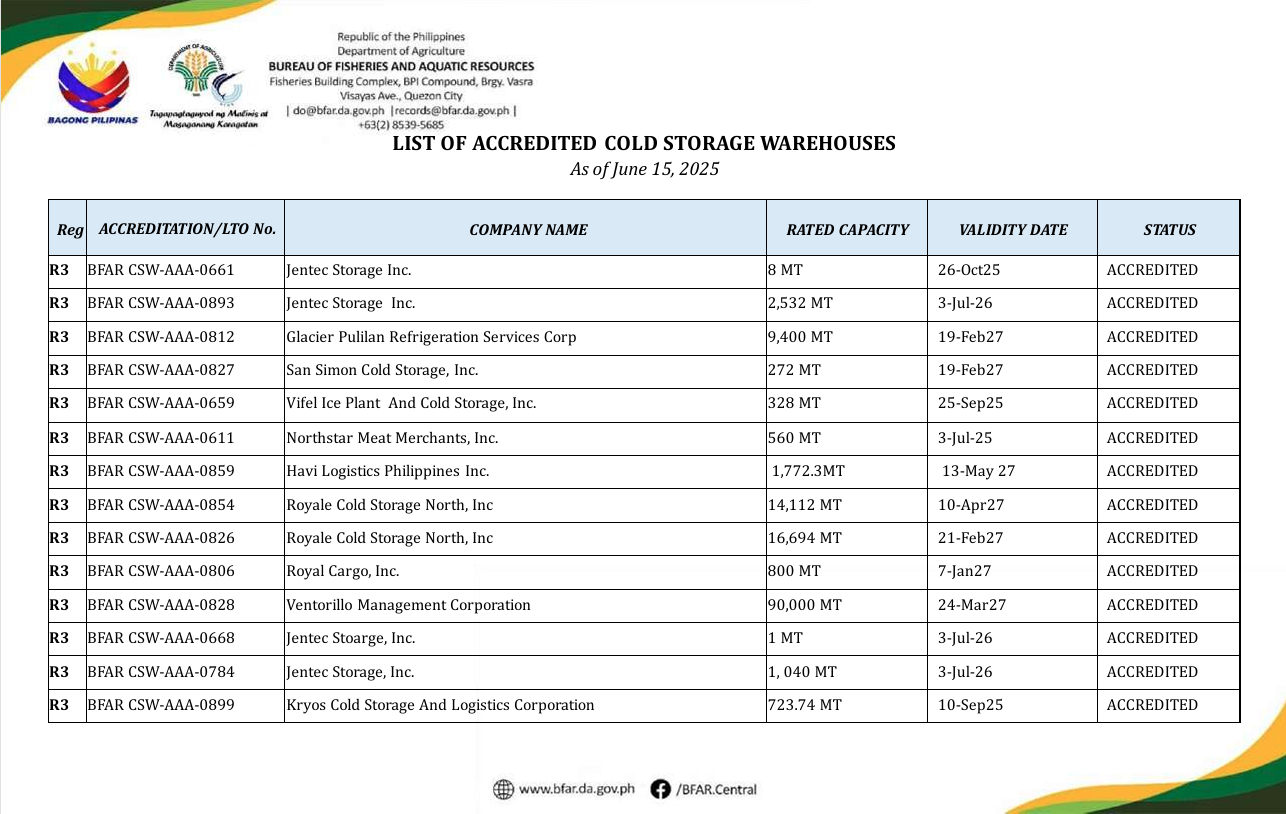 Republic of the Philippines
Department of Agriculture
BUREAU OF FISHERIES AND AQUATIC RESOURCES
Fisheries Building Complex, BPI Compound, Brgy. Vasra
Visayas Ave., Quezon City
| do@bfar.da.gov.ph |records@bfar.da.gov.ph |
+63(2) 8539-5685
BAGONG PILIPINAS
DEPARTMENT OF AGRICULTURE
Tagapagtaguyod ng Malinis at
Masaganang Karagatan
LIST OF ACCREDITED COLD STORAGE WAREHOUSES
As of June 15, 2025
Reg ACCREDITATION/LTO No. COMPANY NAME RATED CAPACITY VALIDITY DATE STATUS
R3 BFAR CSW-AAA-0661 Jentec Storage Inc. 8 MT 26-Oct25 ACCREDITED
R3 BFAR CSW-AAA-0893 Jentec Storage Inc. 2,532 MT 3-Jul-26 ACCREDITED
R3 BFAR CSW-AAA-0812 Glacier Pulilan Refrigeration Services Corp 9,400 MT 19-Feb27 ACCREDITED
R3 BFAR CSW-AAA-0827 San Simon Cold Storage, Inc. 272 MT 19-Feb27 ACCREDITED
R3 BFAR CSW-AAA-0659 Vifel Ice Plant And Cold Storage, Inc. 328 MT 25-Sep25 ACCREDITED
R3 BFAR CSW-AAA-0611 Northstar Meat Merchants, Inc. 560 MT 3-Jul-25 ACCREDITED
R3 BFAR CSW-AAA-0859 Havi Logistics Philippines Inc. 1,772.3MT 13-May 27 ACCREDITED
R3 BFAR CSW-AAA-0854 Royale Cold Storage North, Inc 14,112 MT 10-Apr27 ACCREDITED
R3 BFAR CSW-AAA-0826 Royale Cold Storage North, Inc 16,694 MT 21-Feb27 ACCREDITED
R3 BFAR CSW-AAA-0806 Royal Cargo, Inc. 800 MT 7-Jan27 ACCREDITED
R3 BFAR CSW-AAA-0828 Ventorillo Management Corporation 90,000 MT 24-Mar27 ACCREDITED
R3 BFAR CSW-AAA-0668 Jentec Stoarge, Inc. 1 MT 3-Jul-26 ACCREDITED
R3 BFAR CSW-AAA-0784 Jentec Storage, Inc. 1, 040 MT 3-Jul-26 ACCREDITED
R3 BFAR CSW-AAA-0899 Kryos Cold Storage And Logistics Corporation 723.74 MT 10-Sep25 ACCREDITED
www.bfar.da.gov.ph /BFAR.Central